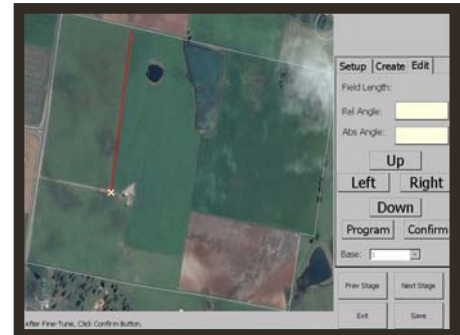 Setup Create Edit
Field Length:
Rel Angle:
Abs Angle:
Up
Left Right
Down
Program Confirm
Base: 1
Prev Stage Next Stage
Exit Save
After Fine-Tune, Click Confirm Button.